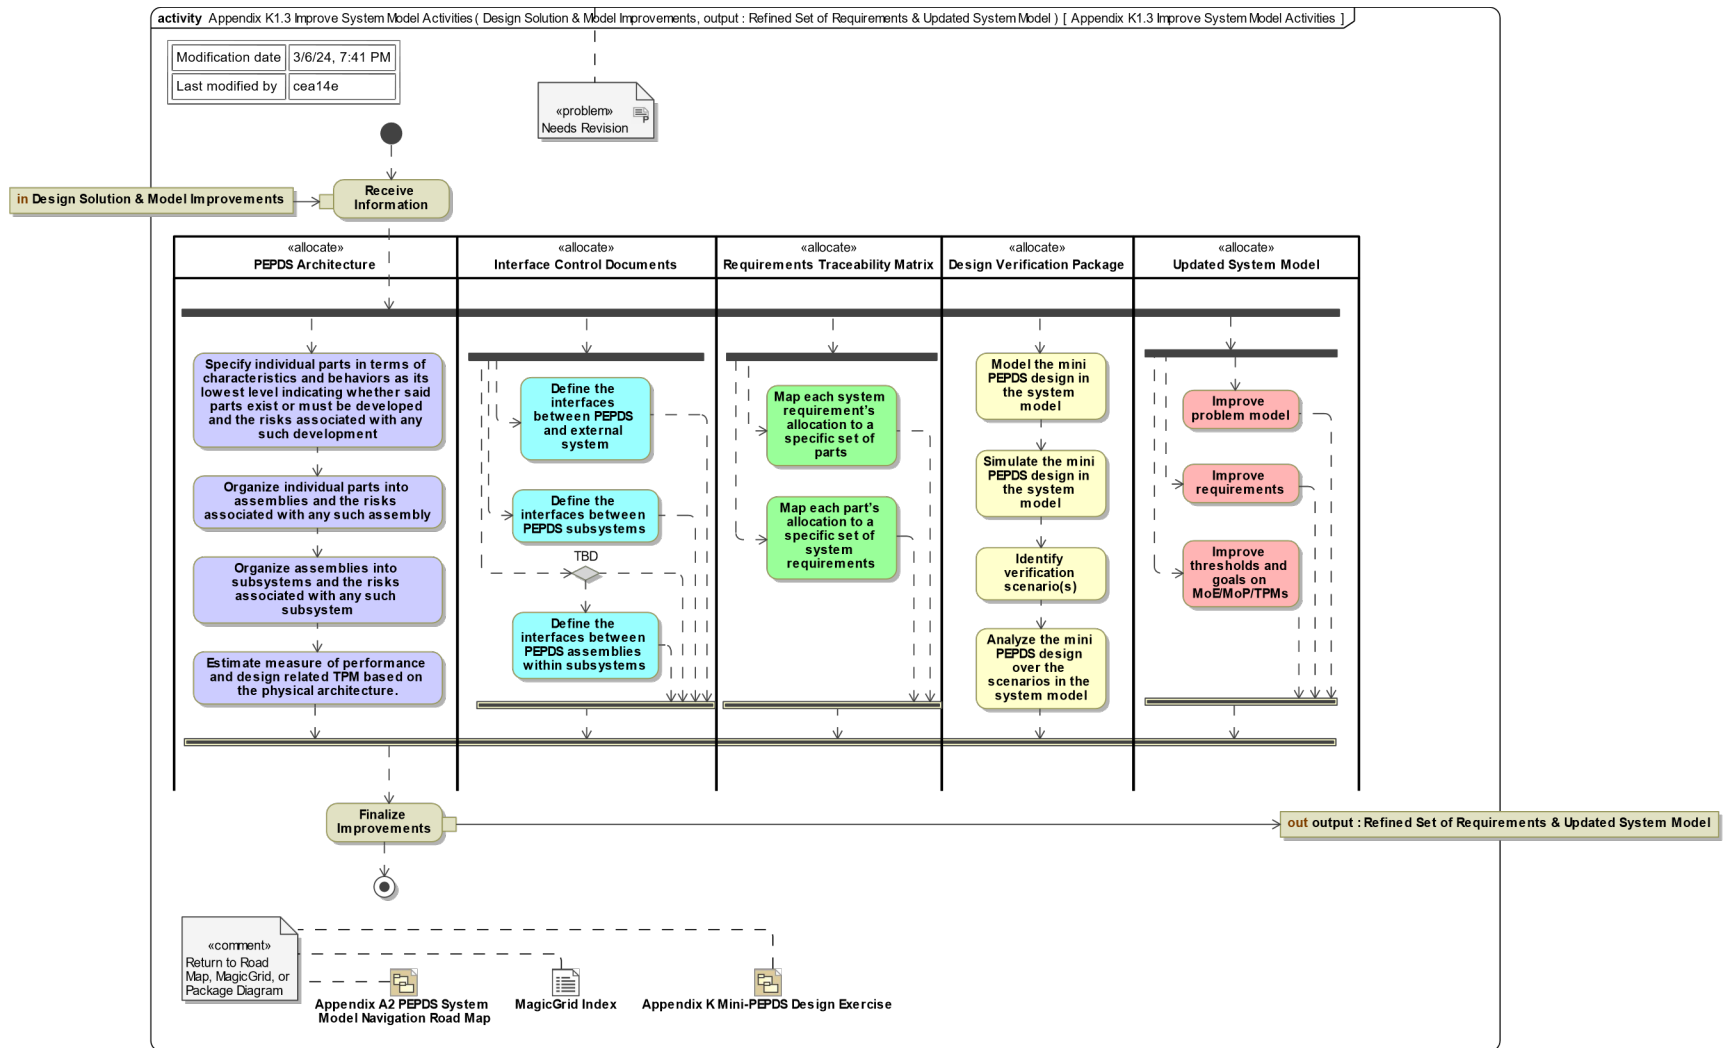 activity Appendix K1.3 Improve System Model Activities ( Design Solution & Model Improvements, output : Refined Set of Requirements & Updated System Model ) [ Appendix K1.3 Improve System Model Activities ]
Modification date 3/6/24, 7:41 PM
Last modified by cea14e
«problem»
Needs Revision
in Design Solution & Model Improvements
Receive
Information
«allocate»
PEPDS Architecture
«allocate»
Interface Control Documents
«allocate»
Requirements Traceability Matrix
«allocate»
Design Verification Package
«allocate»
Updated System Model
Specify individual parts in terms of
characteristics and behaviors as its
lowest level indicating whether said
parts exist or must be developed
and the risks associated with any
such development
Organize individual parts into
assemblies and the risks
associated with any such assembly
Organize assemblies into
subsystems and the risks
associated with any such
subsystem
Estimate measure of performance
and design related TPM based on
the physical architecture.
Define the
interfaces
between PEPDS
and external
system
Define the
interfaces between
PEPDS subsystems
TBD
Define the
interfaces between
PEPDS assemblies
within subsystems
Map each system
requirement's
allocation to a
specific set of
parts
Map each part's
allocation to a
specific set of
system
requirements
Model the mini
PEPDS design in
the system
model
Simulate the mini
PEPDS design in
the system
model
Identify
verification
scenario(s)
Analyze the mini
PEPDS design
over the
scenarios in the
system model
Improve
problem model
Improve
requirements
Improve
thresholds and
goals on
MoE/MoP/TPMs
Finalize
Improvements
out output : Refined Set of Requirements & Updated System Model
«comment»
Return to Road
Map, MagicGrid, or
Package Diagram
Appendix A2 PEPDS System
Model Navigation Road Map
MagicGrid Index
Appendix K Mini-PEPDS Design Exercise